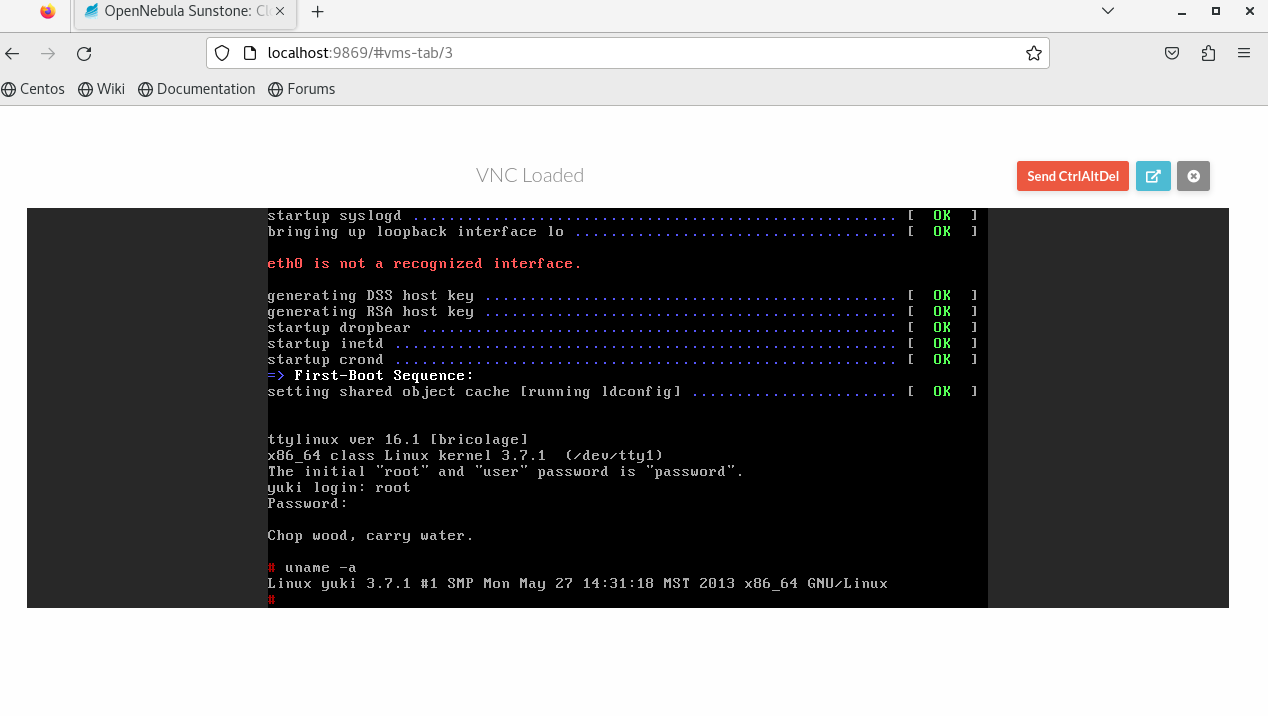 OpenNebula Sunstone: Cl
localhost:9869/#vms-tab/3
Centos Wiki Documentation Forums
VNC Loaded
Send CtrlAltDel
startup syslogd ...................................................... [ OK ]
bringing up loopback interface lo .................................... [ OK ]
eth0 is not a recognized interface.
generating DSS host key .............................................. [ OK ]
generating RSA host key .............................................. [ OK ]
startup dropbear ..................................................... [ OK ]
startup inetd ........................................................ [ OK ]
startup crond ........................................................ [ OK ]
=> First-Boot Sequence:
setting shared object cache [running ldconfig] ....................... [ OK ]
ttylinux ver 16.1 [bricolage]
x86_64 class Linux kernel 3.7.1 (/dev/tty1)
The initial "root" and "user" password is "password".
yuki login: root
Password:
Chop wood, carry water.
# uname -a
Linux yuki 3.7.1 #1 SMP Mon May 27 14:31:18 MST 2013 x86_64 GNU/Linux
#